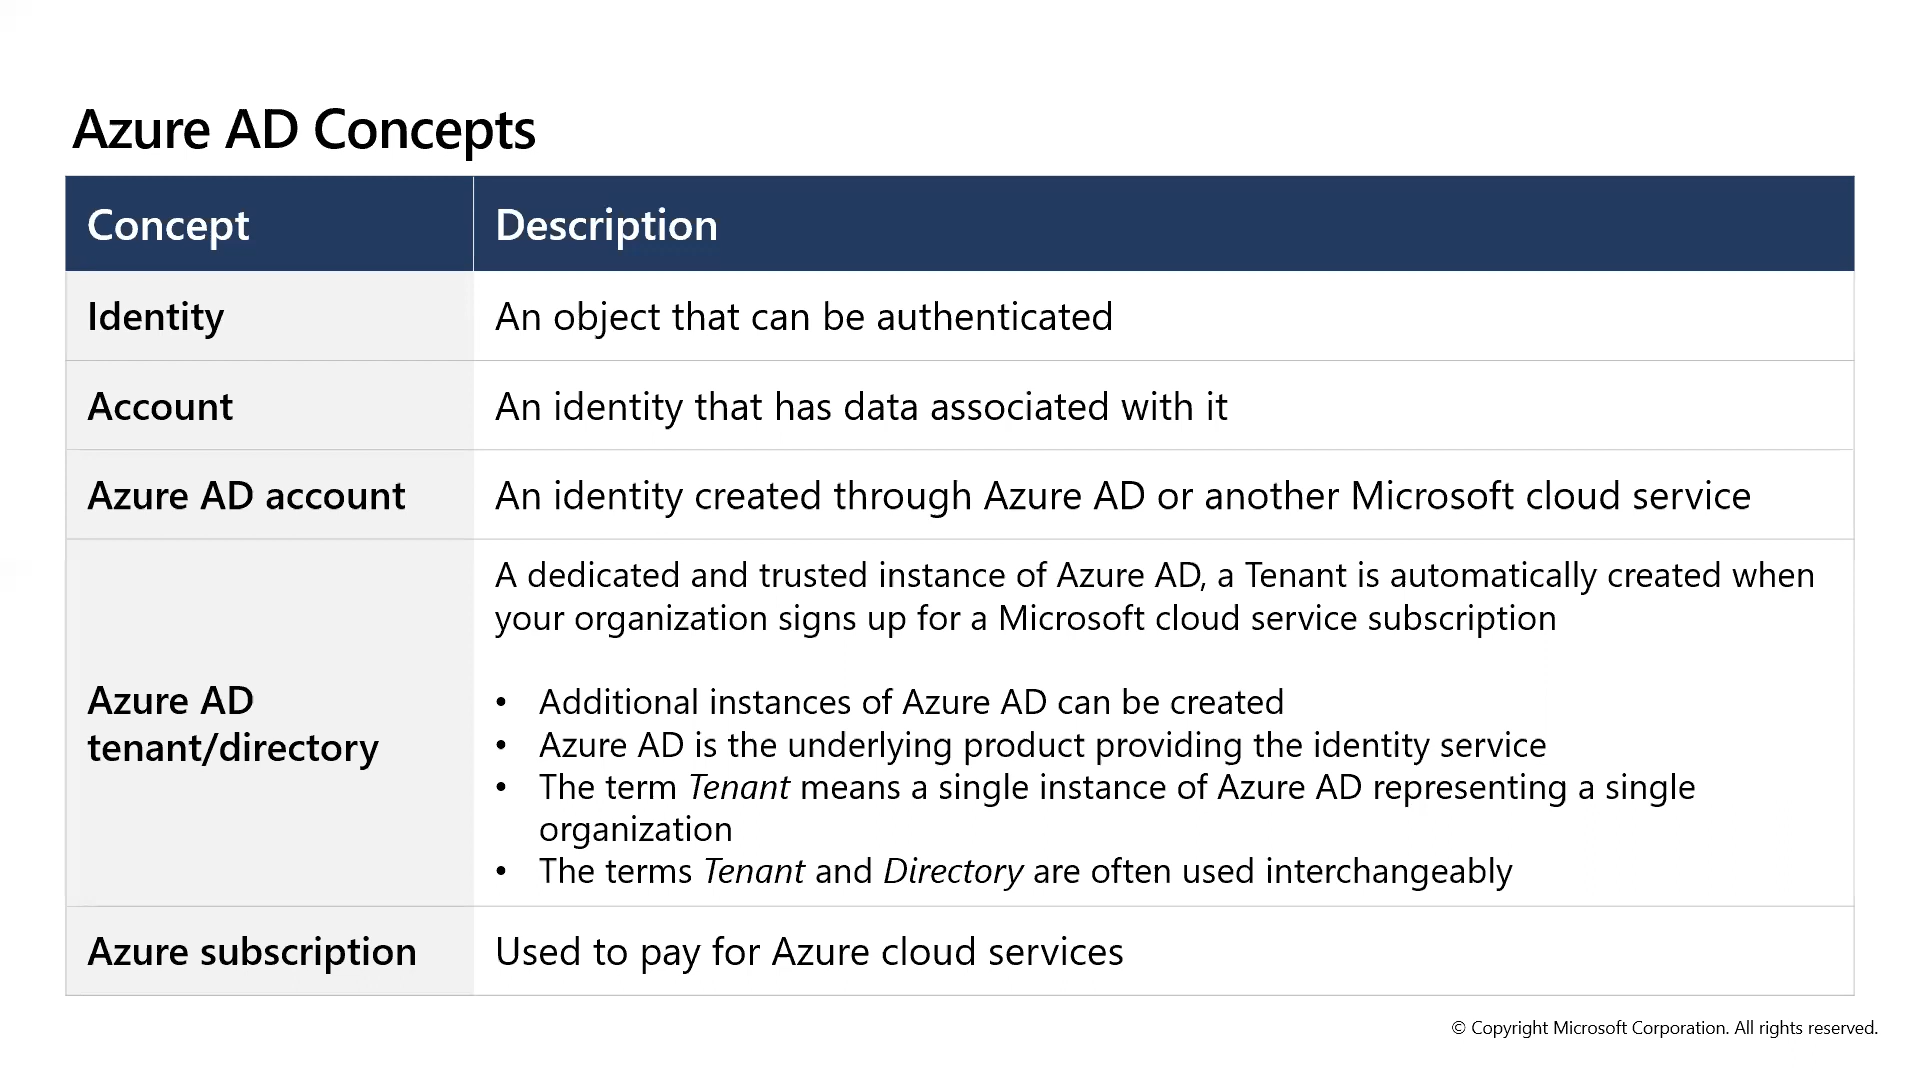 Azure AD Concepts
Concept
Description
Identity
An object that can be authenticated
Account
An identity that has data associated with it
Azure AD account
An identity created through Azure AD or another Microsoft cloud service
Azure AD
tenant/directory
A dedicated and trusted instance of Azure AD, a Tenant is automatically created when
your organization signs up for a Microsoft cloud service subscription
• Additional instances of Azure AD can be created
• Azure AD is the underlying product providing the identity service
• The term Tenant means a single instance of Azure AD representing a single
organization
• The terms Tenant and Directory are often used interchangeably
Azure subscription
Used to pay for Azure cloud services
© Copyright Microsoft Corporation. All rights reserved.